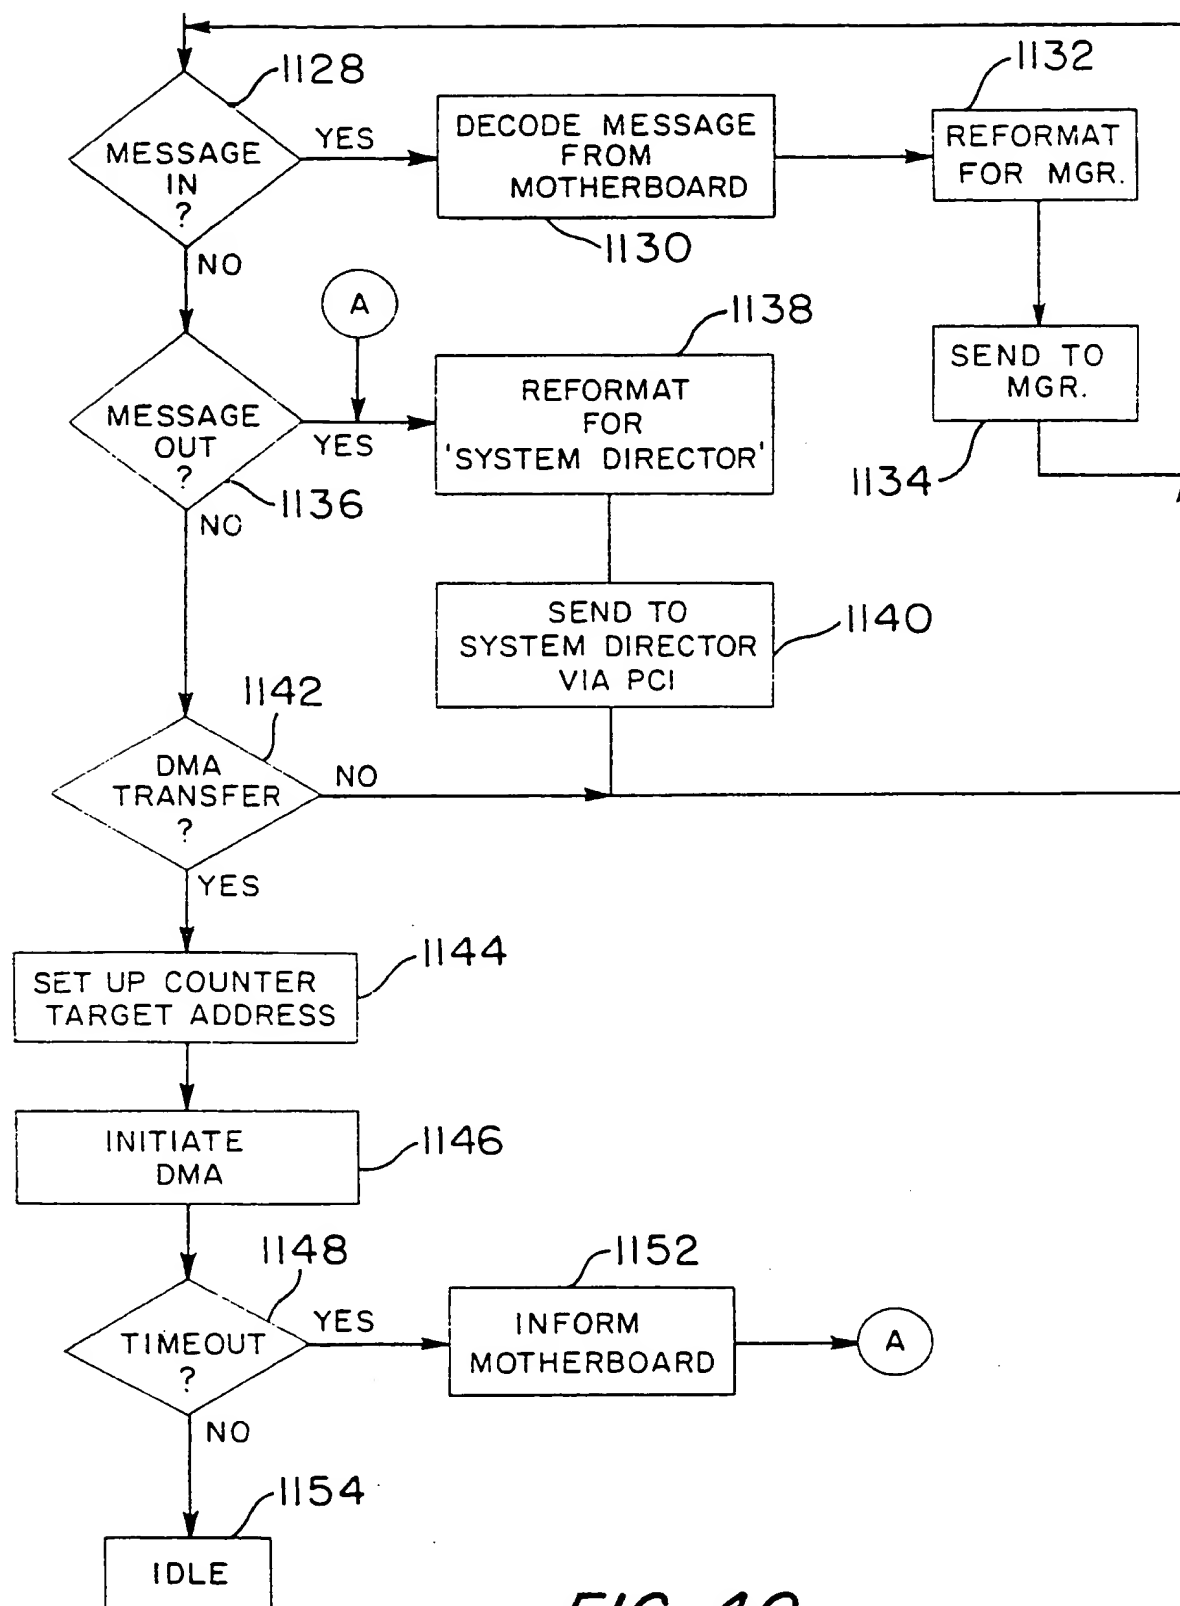 1128
MESSAGE
IN
?
YES
NO
DECODE MESSAGE
FROM
MOTHERBOARD
1130
1132
REFORMAT
FOR MGR.
SEND TO
MGR.
1134
A
MESSAGE
OUT
?
YES
1136
NO
1138
REFORMAT
FOR
'SYSTEM DIRECTOR'
SEND TO
SYSTEM DIRECTOR
VIA PCI
1140
1142
DMA
TRANSFER
?
NO
YES
SET UP COUNTER
TARGET ADDRESS
1144
INITIATE
DMA
1146
1148
TIMEOUT
?
YES
NO
1152
INFORM
MOTHERBOARD
A
1154
IDLE